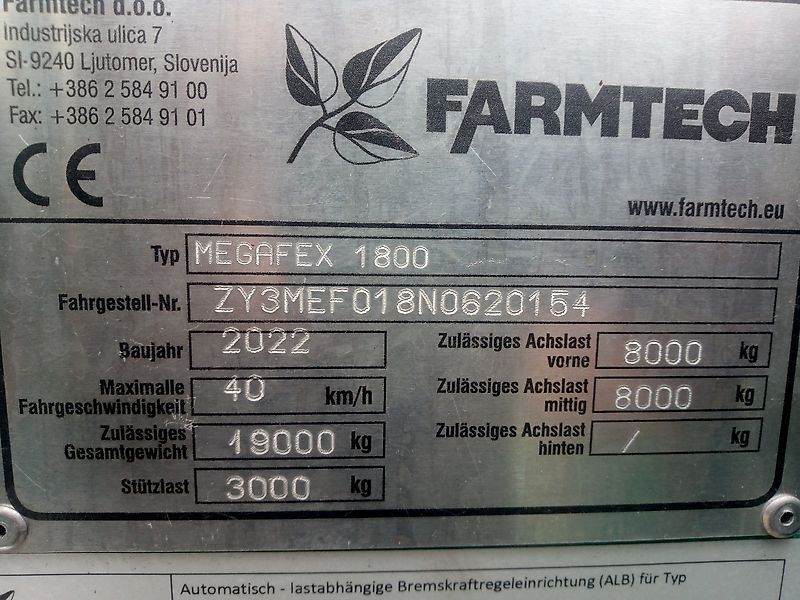 Farmtech d.o.o.
Industrijska ulica 7
SI-9240 Ljutomer, Slovenija
Tel.: +386 2 584 91 00
Fax: +386 2 584 91 01
CE
FARMTECH
www.farmtech.eu
Typ MEGAFEX 1800
Fahrgestell-Nr. ZY3MEF018N0620154
Baujahr 2022
Maximalle Fahrgeschwindigkeit 40 km/h
Zulässiges Gesamtgewicht 19000 kg
Stützlast 3000 kg
Zulässiges Achslast vorne 8000 kg
Zulässiges Achslast mittig 8000 kg
Zulässiges Achslast hinten / kg
Automatisch - lastabhängige Bremskraftregeleinrichtung (ALB) für Typ